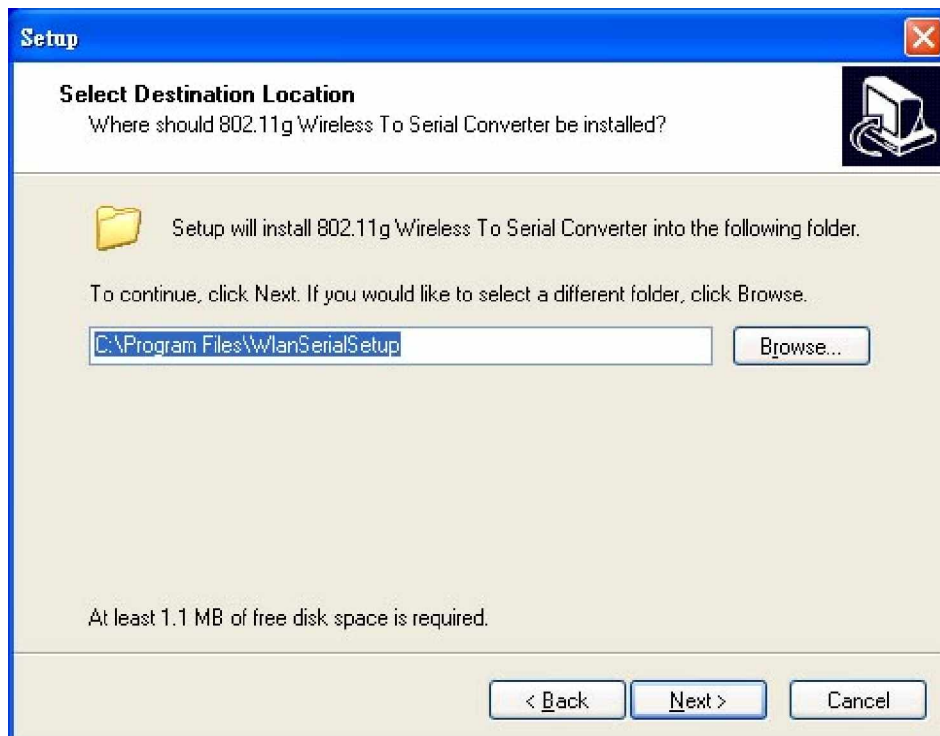 Setup
Select Destination Location
Where should 802.11g Wireless To Serial Converter be installed?
Setup will install 802.11g Wireless To Serial Converter into the following folder.
To continue, click Next. If you would like to select a different folder, click Browse.
C:\Program Files\WlanSerialSetup
Browse...
At least 1.1 MB of free disk space is required.
< Back
Next >
Cancel